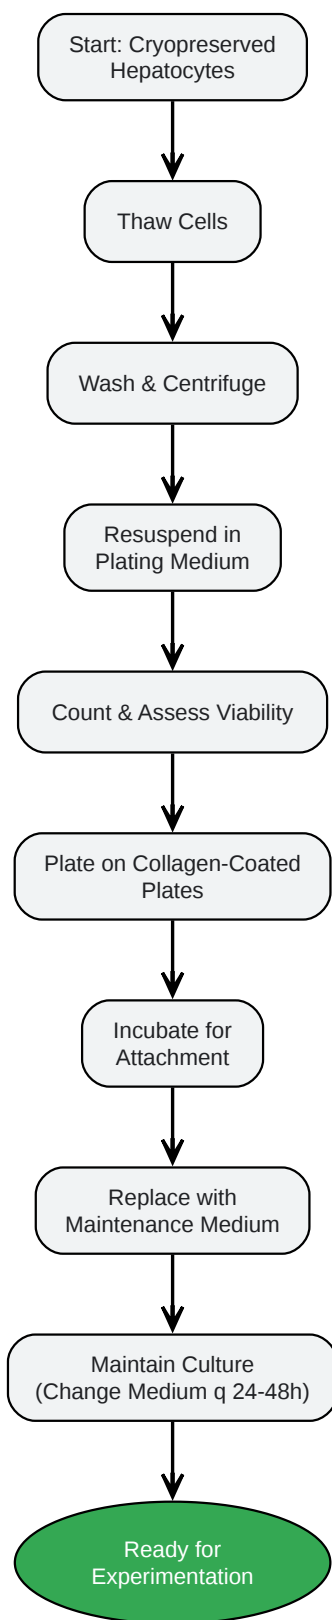 Start: Cryopreserved
Hepatocytes
Thaw Cells
Wash & Centrifuge
Resuspend in
Plating Medium
Count & Assess Viability
Plate on Collagen-Coated
Plates
Incubate for
Attachment
Replace with
Maintenance Medium
Maintain Culture
(Change Medium q 24-48h)
Ready for
Experimentation